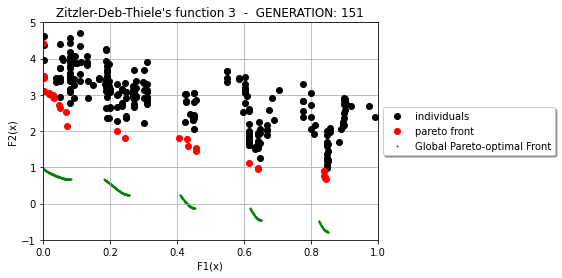 Zitzler-Deb-Thiele's function 3 - GENERATION: 151
5
4
3
2
1
0
−1
F2(x)
0.0 0.2 0.4 0.6 0.8 1.0
F1(x)
individuals
pareto front
Global Pareto-optimal Front